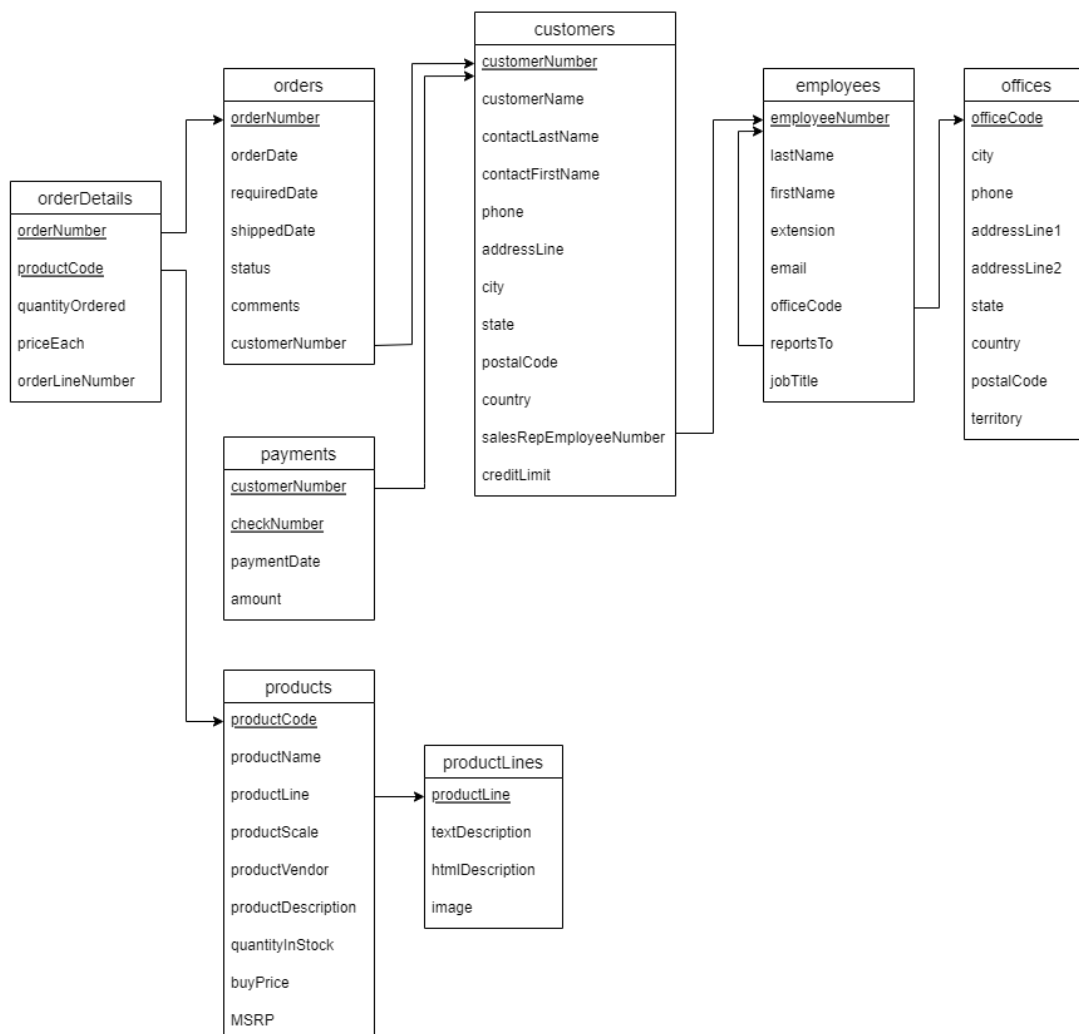 customers
customerNumber
customerName
contactLastName
contactFirstName
phone
addressLine
city
state
postalCode
country
salesRepEmployeeNumber
creditLimit
orders
orderNumber
orderDate
requiredDate
shippedDate
status
comments
customerNumber
employees
employeeNumber
lastName
firstName
extension
email
officeCode
reportsTo
jobTitle
offices
officeCode
city
phone
addressLine1
addressLine2
state
country
postalCode
territory
orderDetails
orderNumber
productCode
quantityOrdered
priceEach
orderLineNumber
payments
customerNumber
checkNumber
paymentDate
amount
products
productCode
productName
productLine
productScale
productVendor
productDescription
quantityInStock
buyPrice
MSRP
productLines
productLine
textDescription
htmlDescription
image